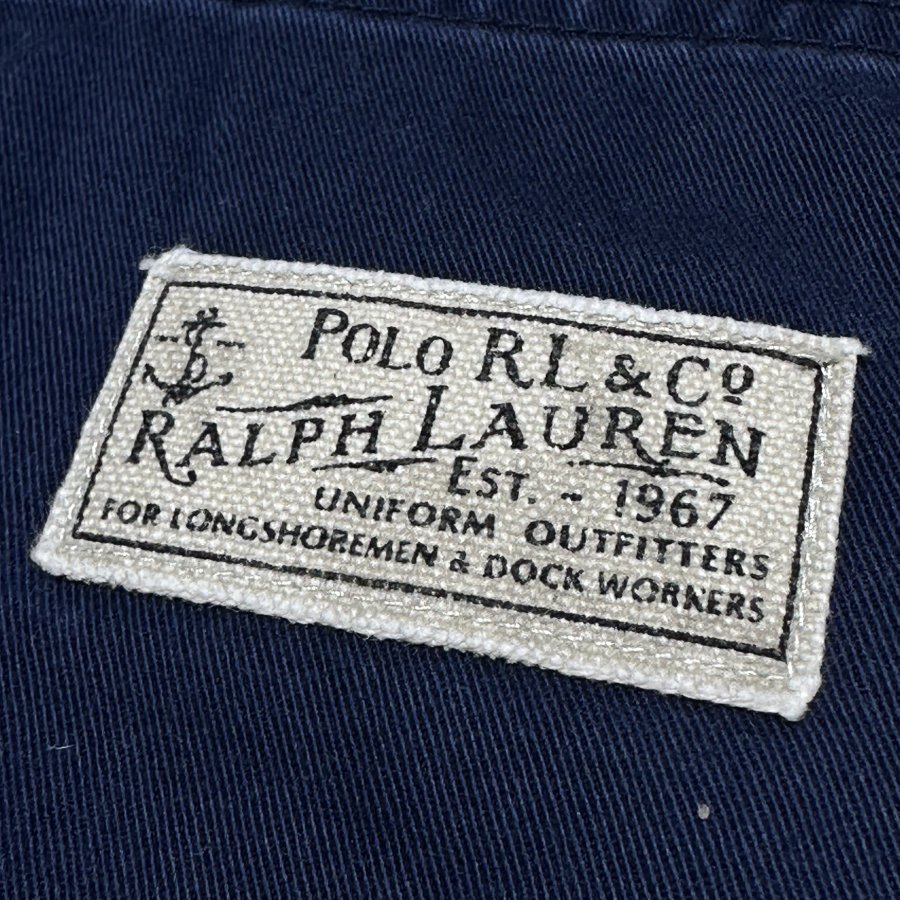 POLO RL & Cº
RALPH LAUREN
EST. - 1967
UNIFORM OUTFITTERS
FOR LONGSHOREMEN & DOCK WORKERS